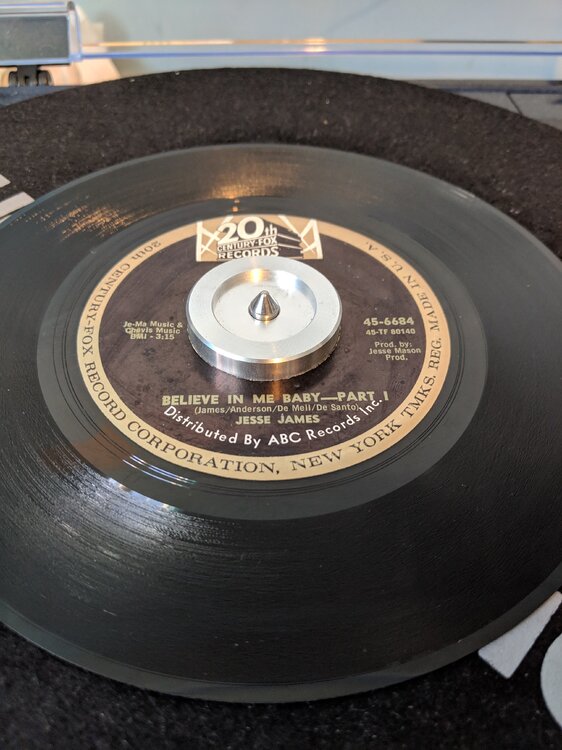 20th
CENTURY-FOX
RECORDS
Je-Ma Music &
Chevis Music
BMI - 3:15
45-6684
45-TF 80140
Prod. by:
Jesse Mason
Prod.
BELIEVE IN ME BABY—PART I
(James/Anderson/De Mell/De Santo)
JESSE JAMES
Distributed By ABC Records Inc.
20th CENTURY-FOX RECORD CORPORATION, NEW YORK TMKS. REG. MADE IN U.S.A.